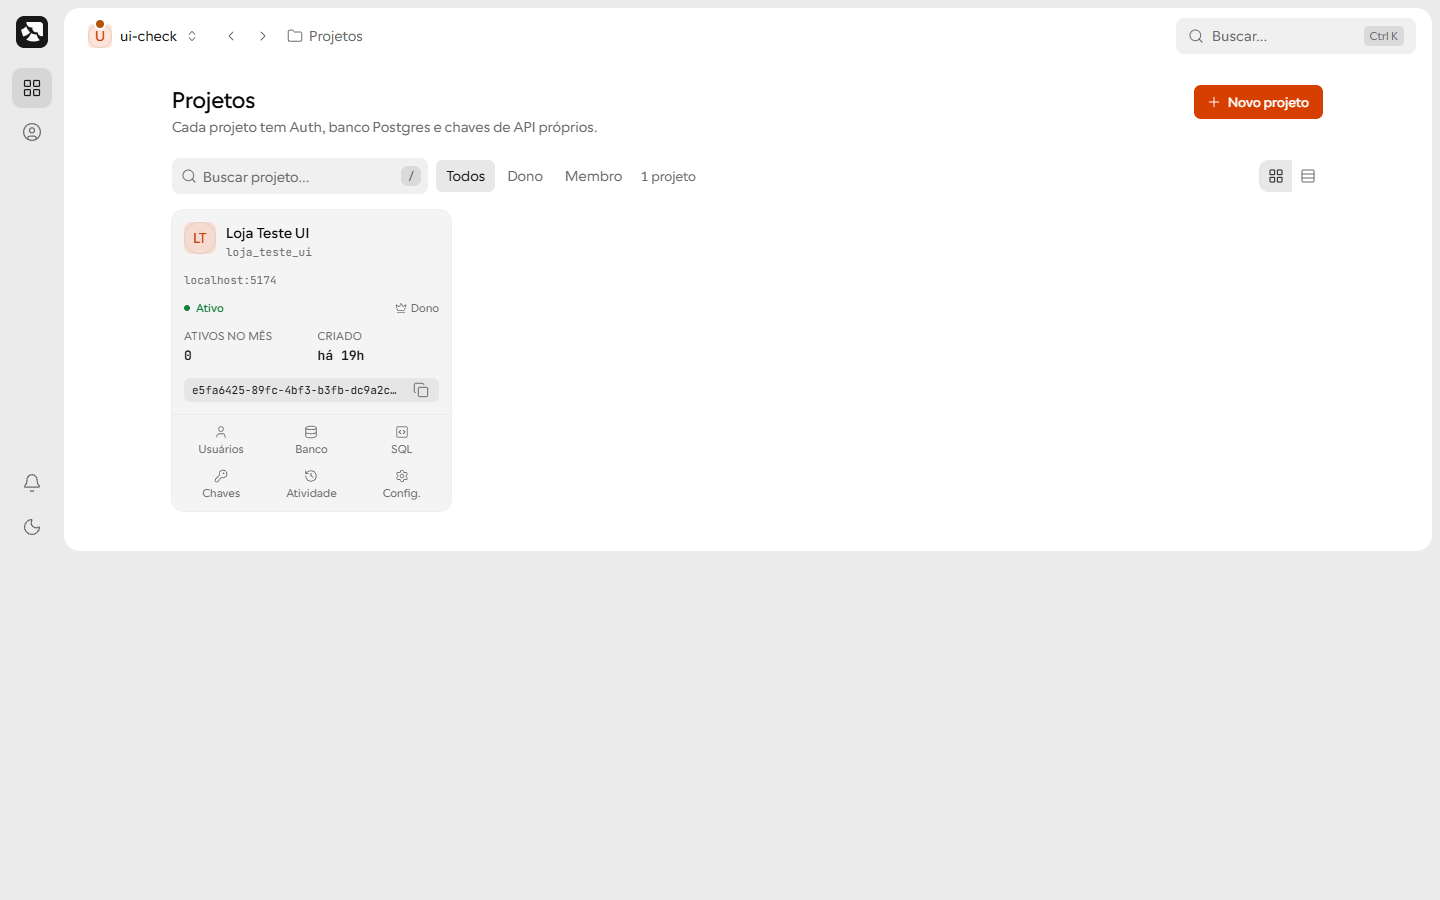 U ui-check Projetos Buscar... Ctrl K
Projetos
+ Novo projeto
Cada projeto tem Auth, banco Postgres e chaves de API próprios.
Buscar projeto... / Todos Dono Membro 1 projeto
LT Loja Teste UI
loja_teste_ui
localhost:5174
Ativo Dono
ATIVOS NO MÊS CRIADO
0 há 19h
e5fa6425-89fc-4bf3-b3fb-dc9a2c…
Usuários Banco SQL
Chaves Atividade Config.